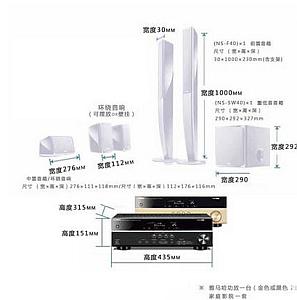 宽度30MM
(NS-F40)×1 前置音箱
尺寸 (宽×高×深)
30×1000×230mm(含支架)
环绕音响
(可摆放or壁挂)
宽度1000MM
(NS-SW40)×1 重低音音箱
尺寸 (宽×高×深)
290×292×327mm
宽度292
宽度112MM
宽度276MM
宽度290
中置音箱/环绕音箱
尺寸 (宽×高×深)=276×111×118mm/尺寸(宽×高×深)112×176×116mm
高度315MM
高度151MM
宽度435MM
※ 雅马哈功放一台(金色或黑色
家庭影院一套